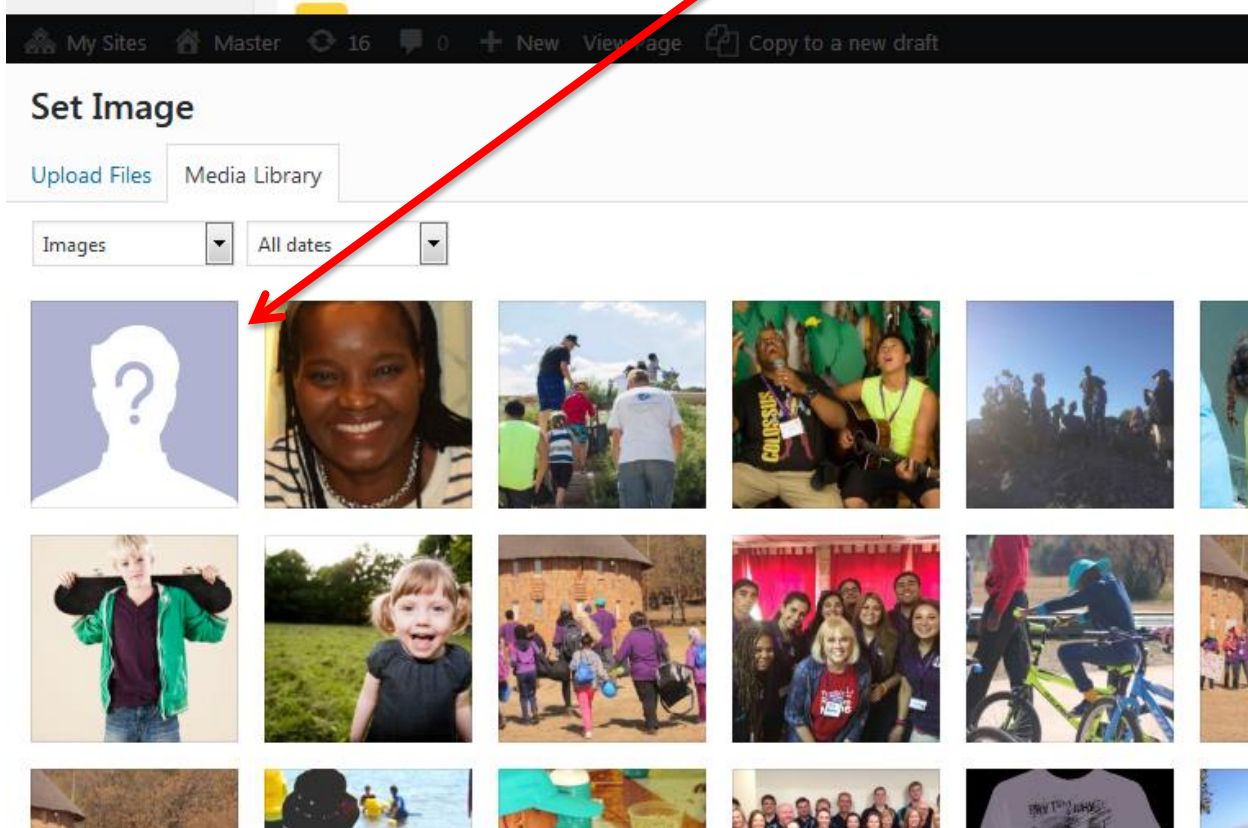 My Sites Master 16 0 + New View Page Copy to a new draft
Set Image
Upload Files Media Library
Images All dates
?
COLOSSUS